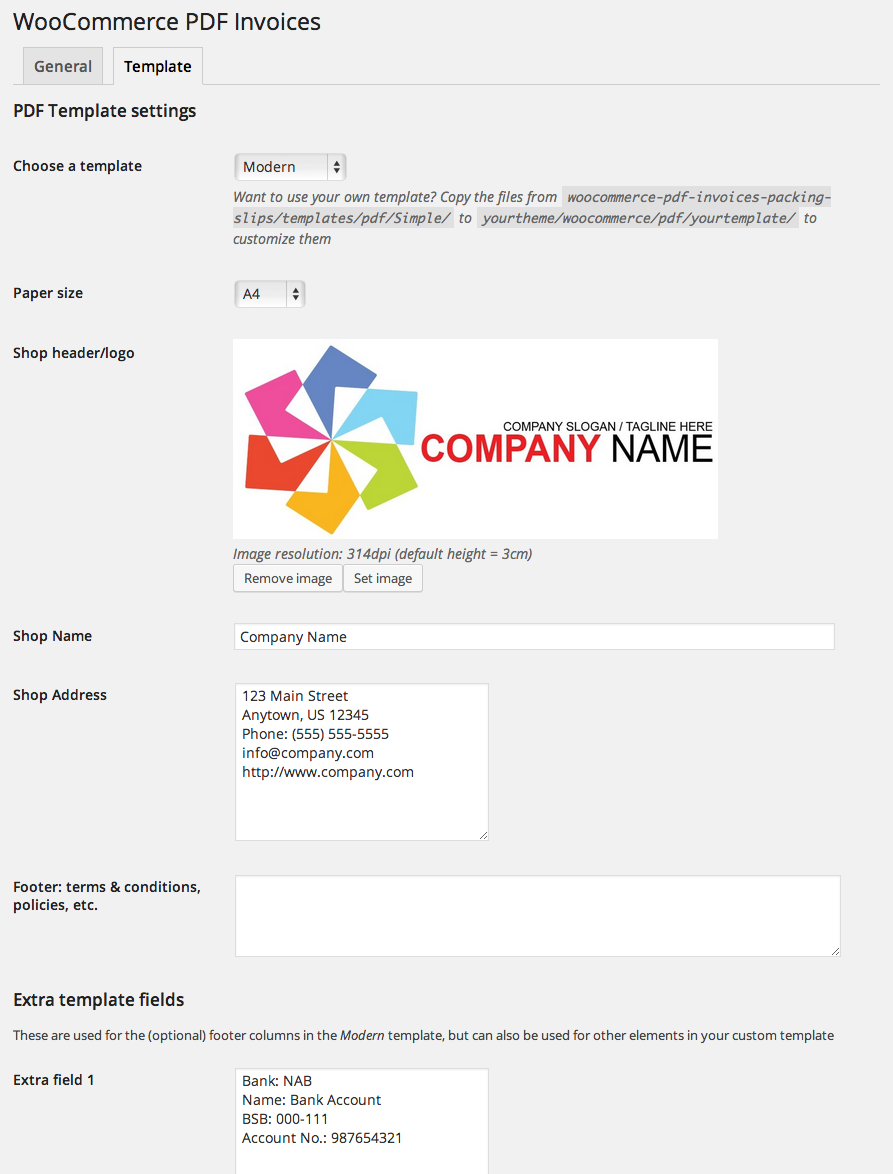 WooCommerce PDF Invoices
General
Template
PDF Template settings
Choose a template
Modern
Want to use your own template? Copy the files from woocommerce-pdf-invoices-packing-
slips/templates/pdf/Simple/ to yourtheme/woocommerce/pdf/yourtemplate/ to
customize them
Paper size
A4
Shop header/logo
COMPANY SLOGAN / TAGLINE HERE
COMPANY NAME
Image resolution: 314dpi (default height = 3cm)
Remove image
Set image
Shop Name
Company Name
Shop Address
123 Main Street
Anytown, US 12345
Phone: (555) 555-5555
info@company.com
http://www.company.com
Footer: terms & conditions,
policies, etc.
Extra template fields
These are used for the (optional) footer columns in the Modern template, but can also be used for other elements in your custom template
Extra field 1
Bank: NAB
Name: Bank Account
BSB: 000-111
Account No.: 987654321